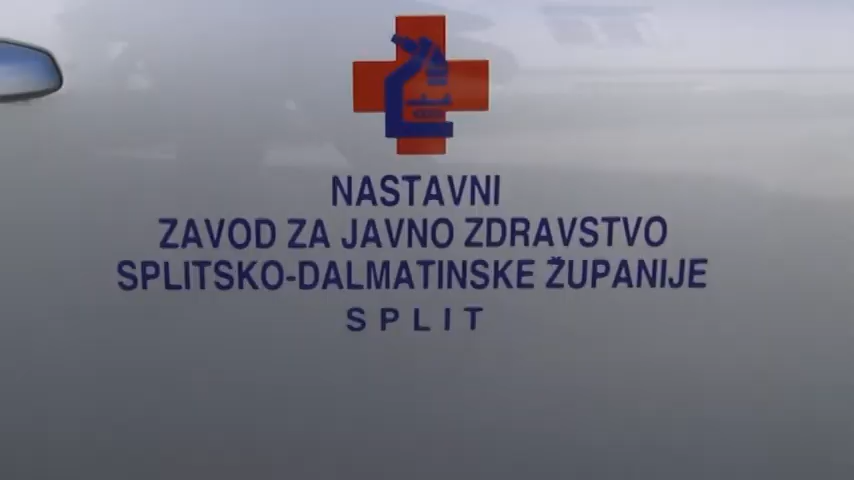 NASTAVNI
ZAVOD ZA JAVNO ZDRAVSTVO
SPLITSKO-DALMATINSKE ŽUPANIJE
SPLIT